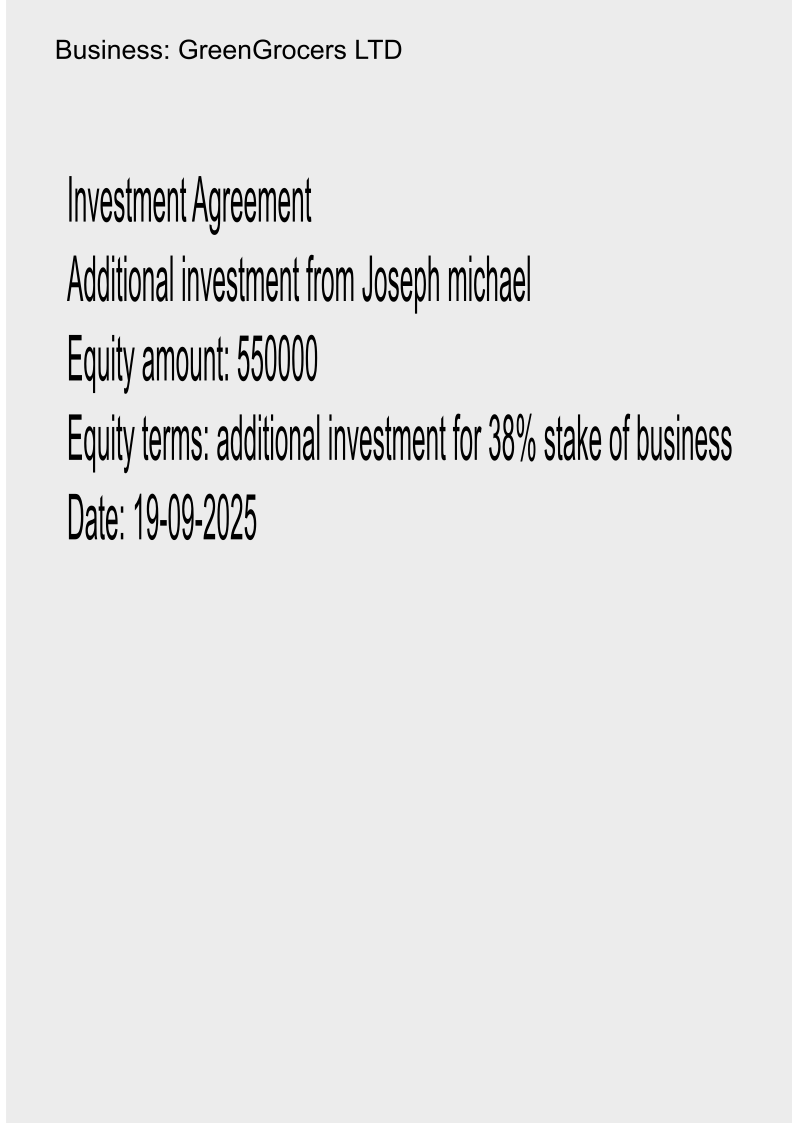 Business: GreenGrocers LTD
Investment Agreement
Additional investment from Joseph michael
Equity amount: 550000
Equity terms: additional investment for 38% stake of business
Date: 19-09-2025